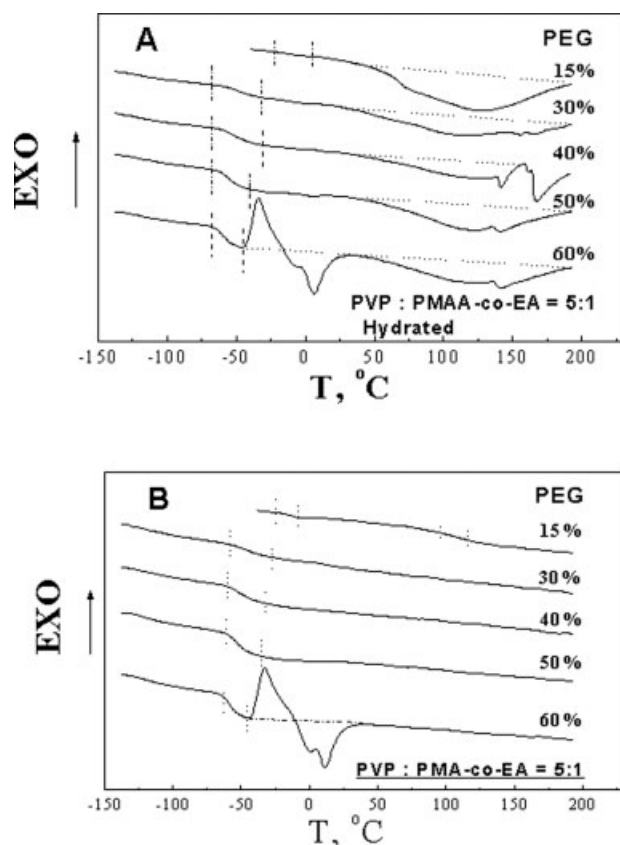 A
PEG
15%
30%
40%
50%
60%
EXO
PVP : PMAA-co-EA = 5:1
Hydrated
-150 -100 -50 0 50 100 150 200
T, °C
B
PEG
15%
30%
40%
50%
60%
EXO
PVP : PMA-co-EA = 5:1
-150 -100 -50 0 50 100 150 200
T, °C